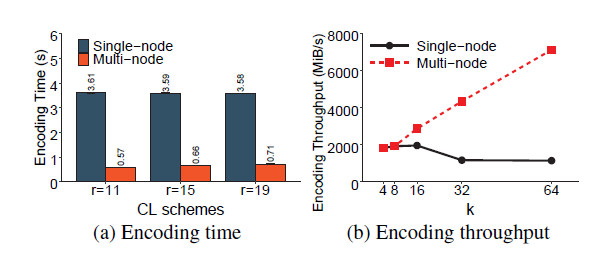 Encoding Time (s)
6
5
4
3
2
1
0
Single−node
Multi−node
3.61
0.57
3.59
0.66
3.58
0.71
r=11 r=15 r=19
CL schemes
(a) Encoding time
Encoding Throughput (MiB/s)
8000
6000
4000
2000
0
Single−node
Multi−node
4 8 16 32 64
k
(b) Encoding throughput